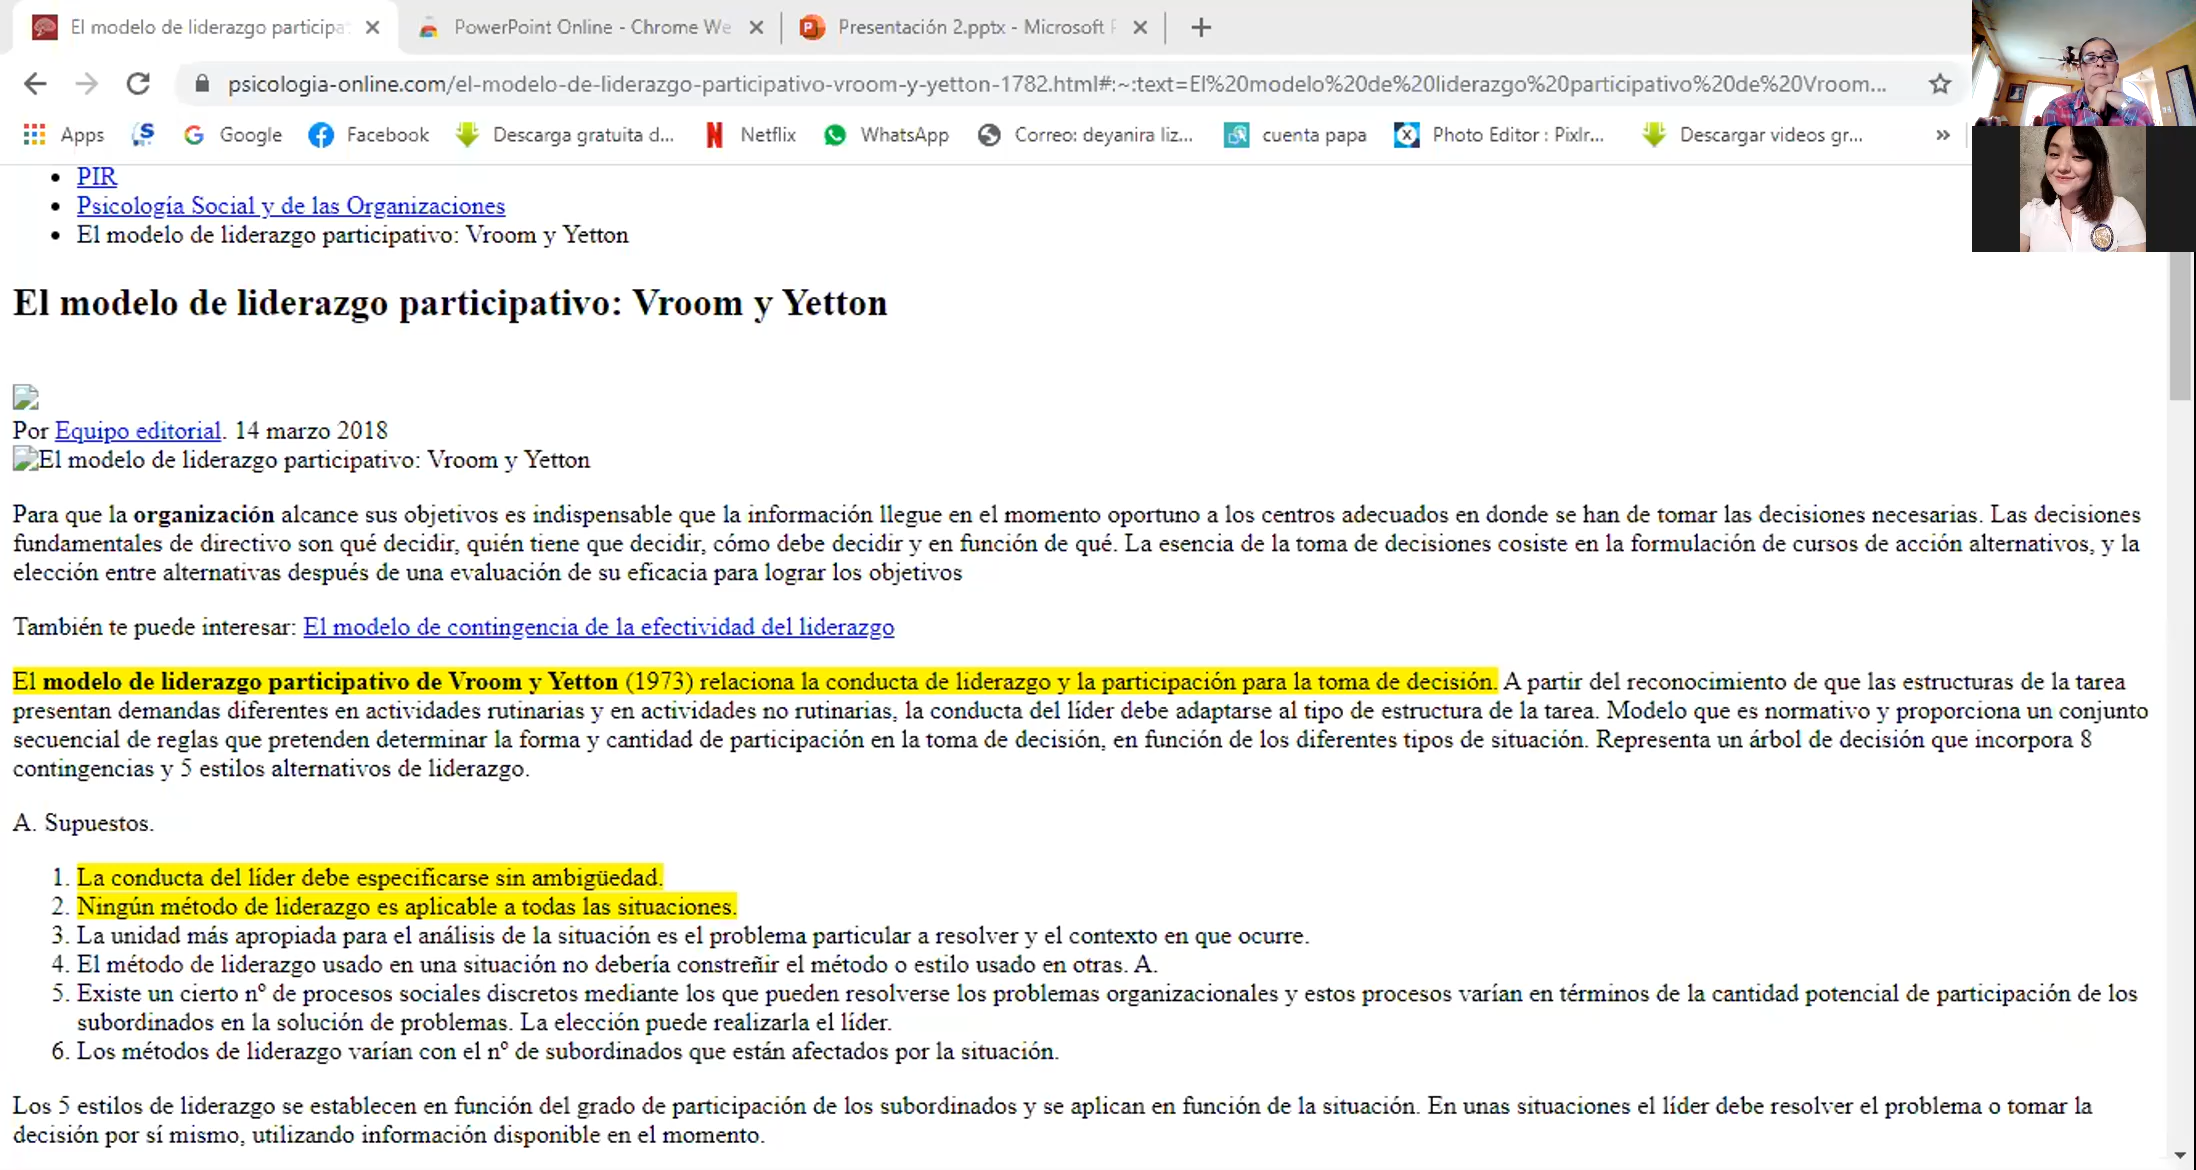 El modelo de liderazgo participa
PowerPoint Online - Chrome We
Presentación 2.pptx - Microsoft P
psicologia-online.com/el-modelo-de-liderazgo-participativo-vroom-y-yetton-1782.html#:~:text=El%20modelo%20de%20liderazgo%20participativo%20de%20Vroom...
Apps
Google
Facebook
Descarga gratuita d...
Netflix
WhatsApp
Correo: deyanira liz...
cuenta papa
Photo Editor : Pixlr...
Descargar videos gr...
»
• PIR
• Psicología Social y de las Organizaciones
• El modelo de liderazgo participativo: Vroom y Yetton
El modelo de liderazgo participativo: Vroom y Yetton
Por Equipo editorial. 14 marzo 2018
El modelo de liderazgo participativo: Vroom y Yetton
Para que la organización alcance sus objetivos es indispensable que la información llegue en el momento oportuno a los centros adecuados en donde se han de tomar las decisiones necesarias. Las decisiones
fundamentales de directivo son qué decidir, quién tiene que decidir, cómo debe decidir y en función de qué. La esencia de la toma de decisiones cosiste en la formulación de cursos de acción alternativos, y la
elección entre alternativas después de una evaluación de su eficacia para lograr los objetivos
También te puede interesar: El modelo de contingencia de la efectividad del liderazgo
El modelo de liderazgo participativo de Vroom y Yetton (1973) relaciona la conducta de liderazgo y la participación para la toma de decisión. A partir del reconocimiento de que las estructuras de la tarea
presentan demandas diferentes en actividades rutinarias y en actividades no rutinarias, la conducta del líder debe adaptarse al tipo de estructura de la tarea. Modelo que es normativo y proporciona un conjunto
secuencial de reglas que pretenden determinar la forma y cantidad de participación en la toma de decisión, en función de los diferentes tipos de situación. Representa un árbol de decisión que incorpora 8
contingencias y 5 estilos alternativos de liderazgo.
A. Supuestos.
1. La conducta del líder debe especificarse sin ambigüedad.
2. Ningún método de liderazgo es aplicable a todas las situaciones.
3. La unidad más apropiada para el análisis de la situación es el problema particular a resolver y el contexto en que ocurre.
4. El método de liderazgo usado en una situación no debería constreñir el método o estilo usado en otras. A.
5. Existe un cierto nº de procesos sociales discretos mediante los que pueden resolverse los problemas organizacionales y estos procesos varían en términos de la cantidad potencial de participación de los
subordinados en la solución de problemas. La elección puede realizarla el líder.
6. Los métodos de liderazgo varían con el nº de subordinados que están afectados por la situación.
Los 5 estilos de liderazgo se establecen en función del grado de participación de los subordinados y se aplican en función de la situación. En unas situaciones el líder debe resolver el problema o tomar la
decisión por sí mismo, utilizando información disponible en el momento.